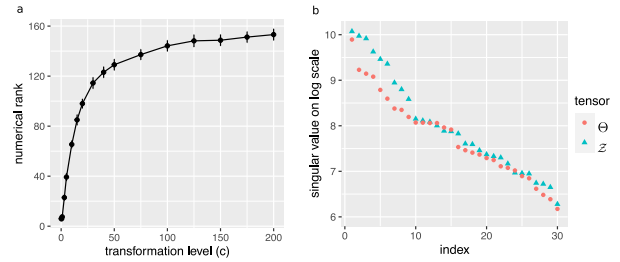 a
numerical rank
160
120
80
40
0
0
50
100
150
200
transformation level (c)
b
singular value on log scale
10
9
8
7
6
0
10
20
30
index
tensor
Θ
𝒵